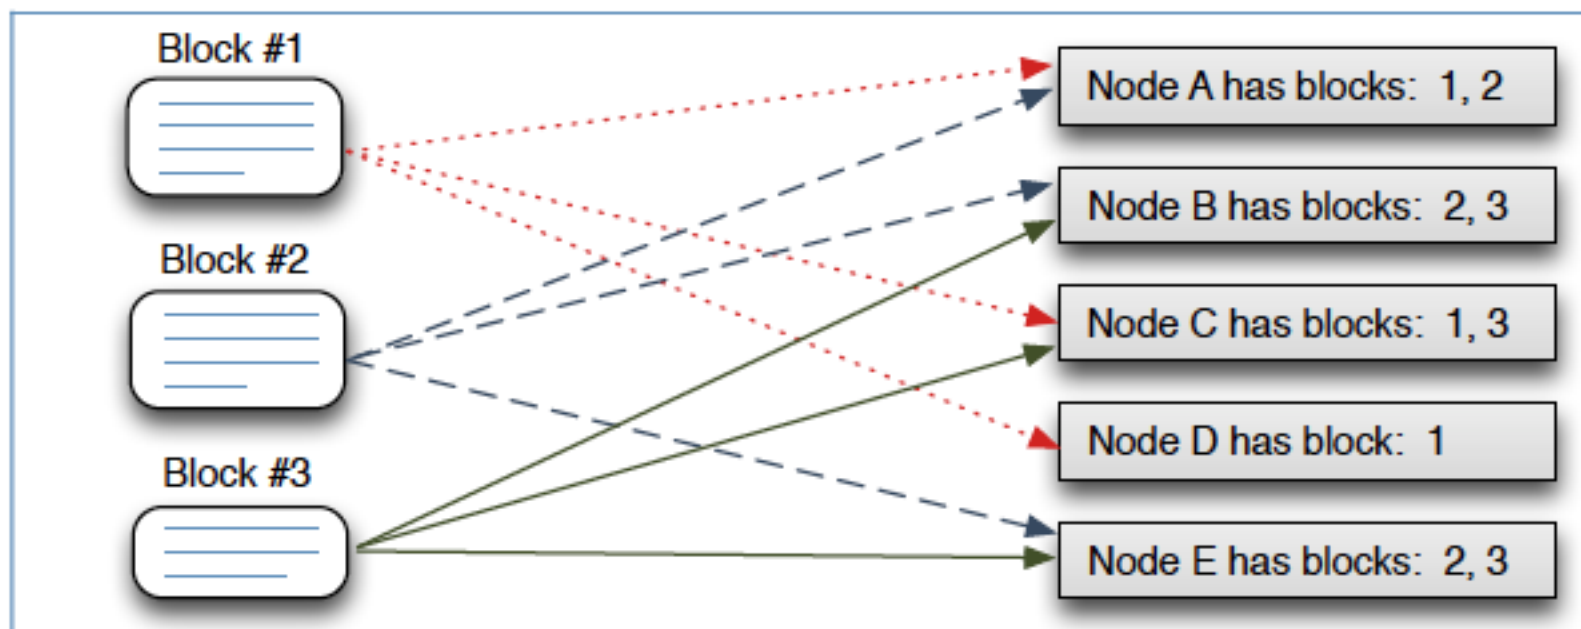 Block #1
Node A has blocks: 1, 2
Node B has blocks: 2, 3
Block #2
Node C has blocks: 1, 3
Node D has block: 1
Block #3
Node E has blocks: 2, 3